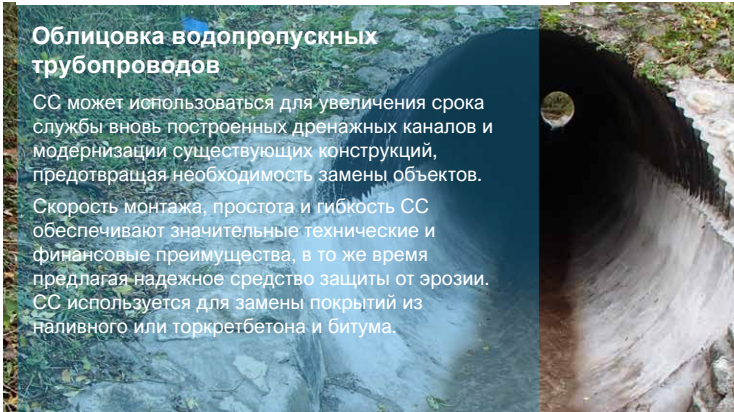 Облицовка водопропускных
трубопроводов
СС может использоваться для увеличения срока
службы вновь построенных дренажных каналов и
модернизации существующих конструкций,
предотвращая необходимость замены объектов.
Скорость монтажа, простота и гибкость СС
обеспечивают значительные технические и
финансовые преимущества, в то же время
предлагая надежное средство защиты от эрозии.
СС используется для замены покрытий из
наливного или торкретбетона и битума.